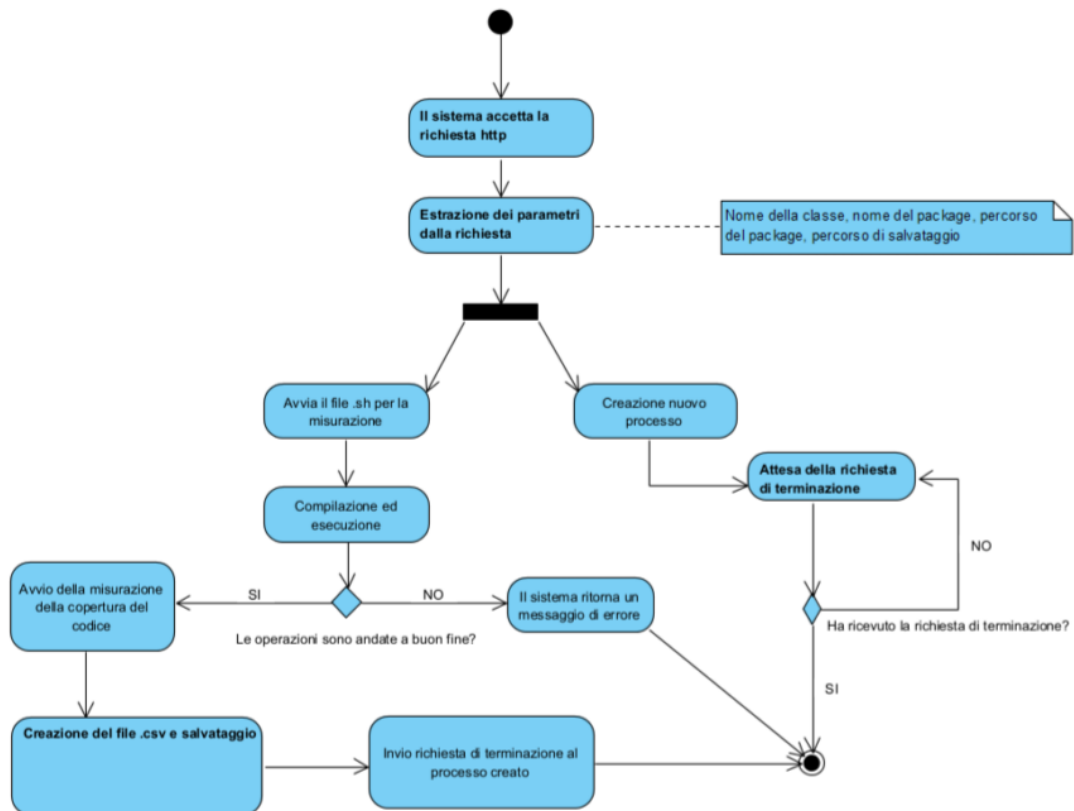 Il sistema accetta la
richiesta http
Estrazione dei parametri
dalla richiesta
Nome della classe, nome del package, percorso
del package, percorso di salvataggio
Avvia il file .sh per la
misurazione
Creazione nuovo
processo
Attesa della richiesta
di terminazione
Compilazione ed
esecuzione
NO
Avvio della misurazione
della copertura del
codice
SI
NO
Il sistema ritorna un
messaggio di errore
Le operazioni sono andate a buon fine?
Ha ricevuto la richiesta di terminazione?
SI
Creazione del file .csv e salvataggio
Invio richiesta di terminazione al
processo creato